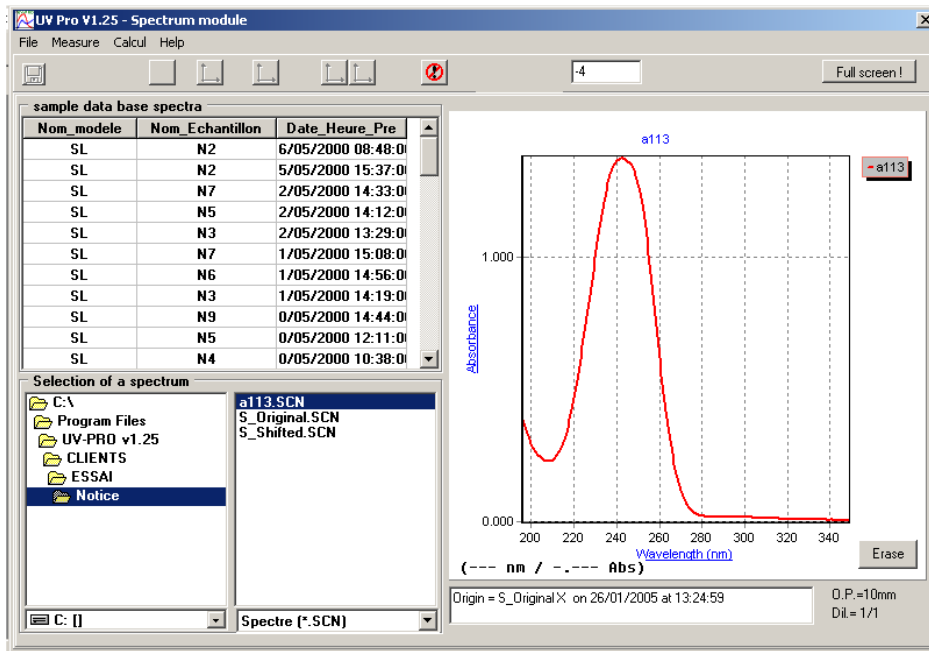 UV Pro V1.25 - Spectrum module
File Measure Calcul Help
-4
Full screen !
sample data base spectra
Nom_modele Nom_Echantillon Date_Heure_Pre
SL N2 6/05/2000 08:48:0
SL N2 5/05/2000 15:37:0
SL N7 2/05/2000 14:33:0
SL N5 2/05/2000 14:12:0
SL N3 2/05/2000 13:29:0
SL N7 1/05/2000 15:08:0
SL N6 1/05/2000 14:56:0
SL N3 1/05/2000 14:19:0
SL N9 0/05/2000 14:44:0
SL N5 0/05/2000 12:11:0
SL N4 0/05/2000 10:38:0
Selection of a spectrum
C:\
Program Files
UV-PRO v1.25
CLIENTS
ESSAI
Notice
C: []
a113.SCN
S_Original.SCN
S_Shifted.SCN
Spectre (*.SCN)
a113
a113
1.000
Absorbance
0.000
200 220 240 260 280 300 320 340
Wavelength (nm)
(--- nm / -.--- Abs)
Erase
Origin = S_Original X on 26/01/2005 at 13:24:59
O.P.=10mm
Dil.= 1/1